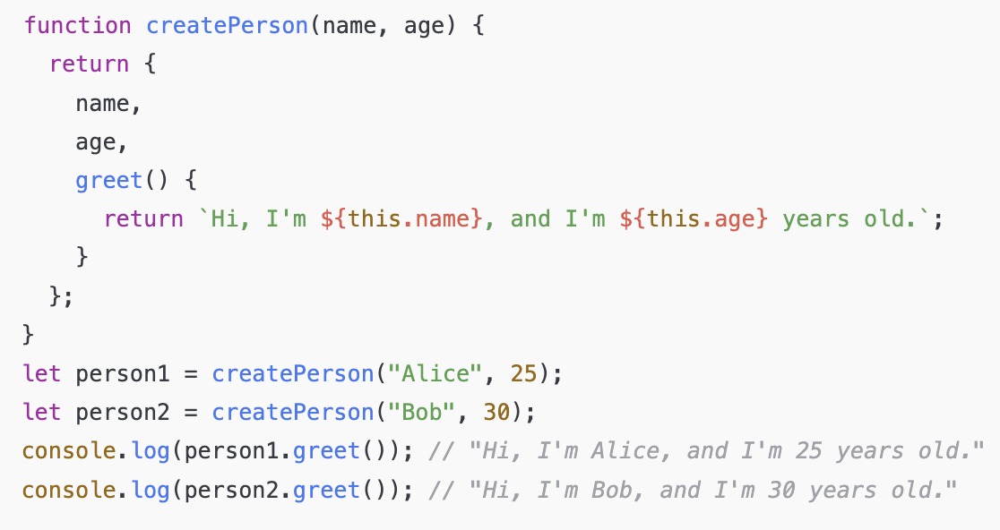 function createPerson(name, age) {
  return {
    name,
    age,
    greet() {
      return `Hi, I'm ${this.name}, and I'm ${this.age} years old.`;
    }
  };
}
let person1 = createPerson("Alice", 25);
let person2 = createPerson("Bob", 30);
console.log(person1.greet()); // "Hi, I'm Alice, and I'm 25 years old."
console.log(person2.greet()); // "Hi, I'm Bob, and I'm 30 years old."